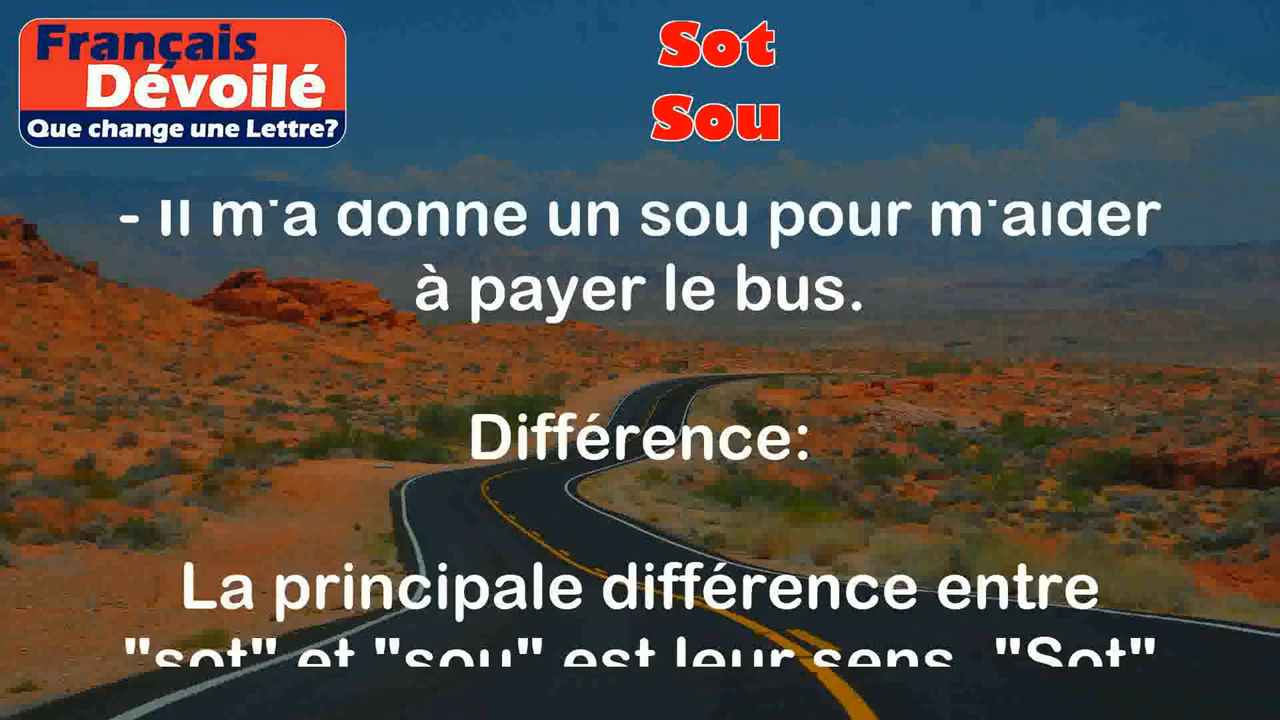 Français
Dévoilé
Que change une Lettre?
Sot
Sou
- Il m'a donné un sou pour m'aider
à payer le bus.
Différence:
La principale différence entre
"sot" et "sou" est leur sens. "Sot"